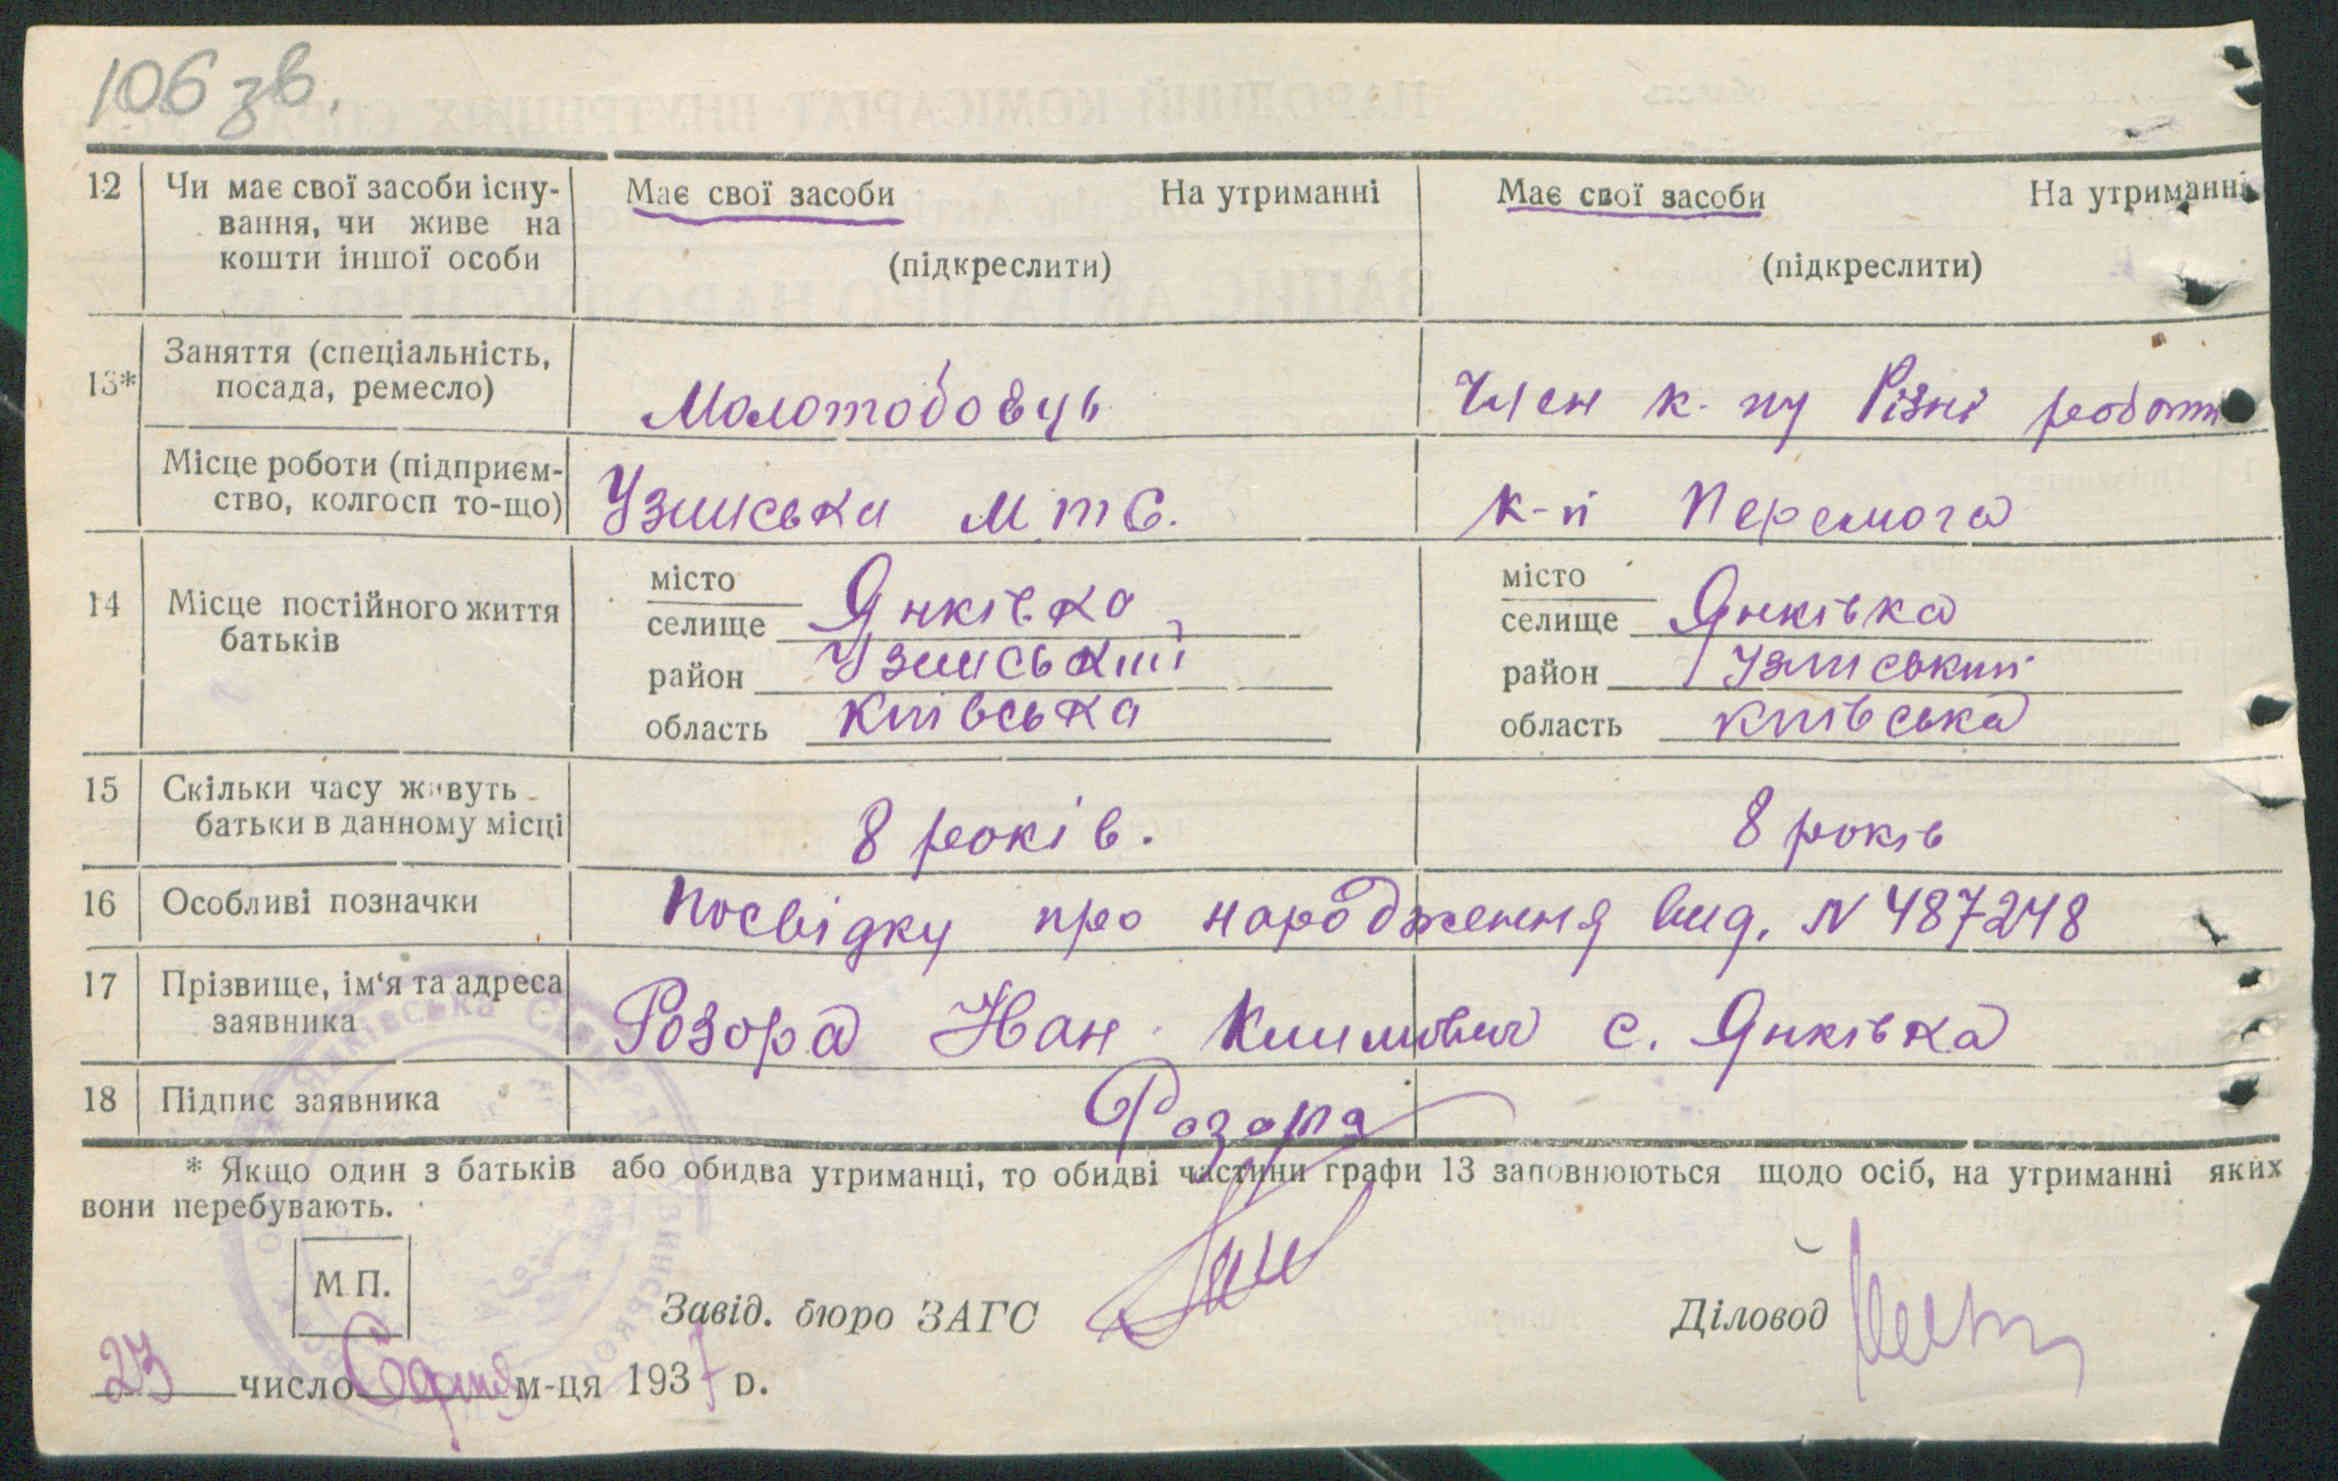 106 зв.
12 Чи має свої засоби існу- Має свої засоби На утриманні Має свої засоби На утриманні
вання, чи живе на
кошти іншої особи (підкреслити) (підкреслити)
Заняття (спеціальність,
13* посада, ремесло) Молотобоєць Член к-пу Різні роботи
Місце роботи (підприєм-
ство, колгосп то-що) Узинська МТС. к-п Перемога
місто місто
14 Місце постійного життя селище Янківка селище Янківка
батьків район Узинський район Узинський
область Київська область Київська
15 Скільки часу живуть
батьки в данному місці 8 років. 8 років
16 Особливі позначки Посвідку про народження вид. N 487248
17 Прізвище, ім'я та адреса
заявника Розора Іван Климович с. Янківка
18 Підпис заявника Розора
* Якщо один з батьків або обидва утриманці, то обидві частини графи 13 заповнюються щодо осіб, на утриманні яких
вони перебувають.
М П.
Завід. бюро ЗАГС Діловод
23 число Серпня м-ця 1937 р.